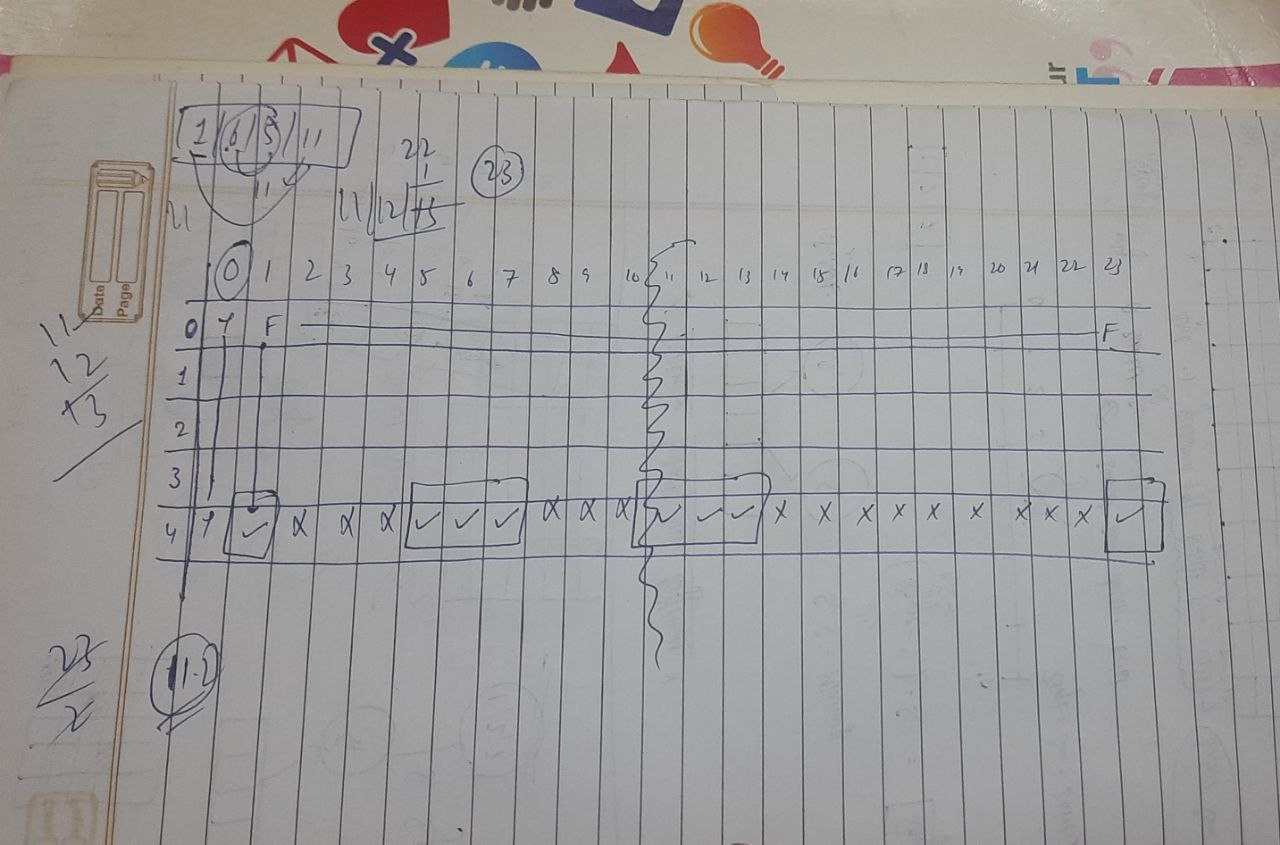 1 | 6 | 5 | 11
22
1
23
11
11 | 12 | +5
0 1 2 3 4 5 6 7 8 9 10 11 12 13 14 15 16 17 18 19 20 21 22 23
Date
Page
0 T F F
11
12
+3
1
2
3
4 T ✓ X X X ✓ ✓ ✓ X X X ✓ ✓ ✓ X X X X X X X X X ✓
23
2
11.2